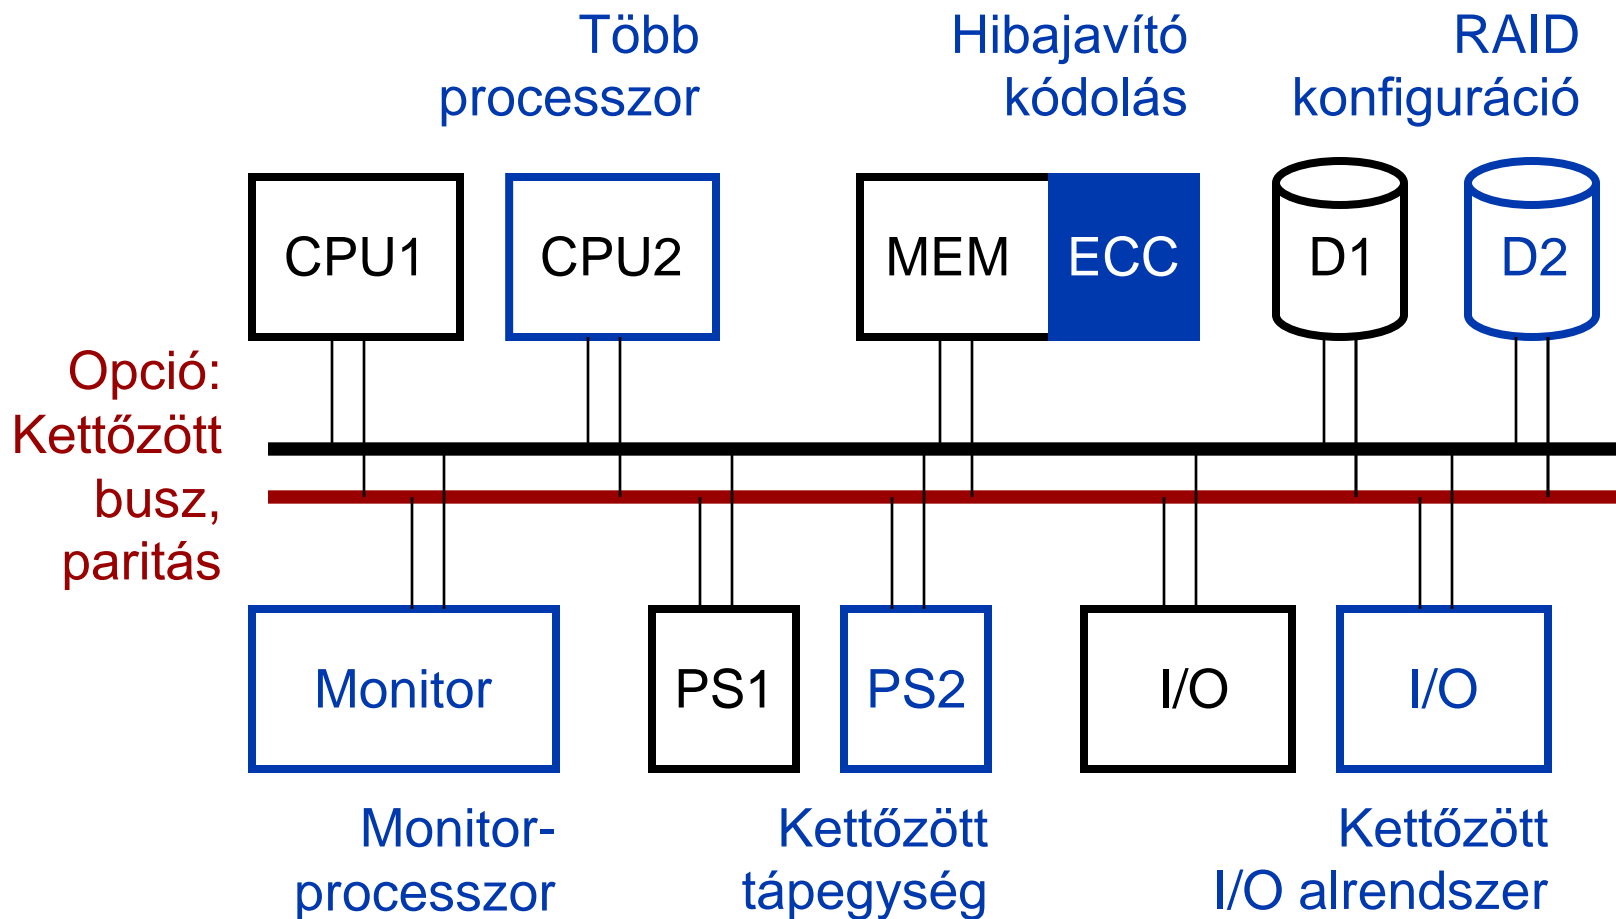 Több
processzor
Hibajavító
kódolás
RAID
konfiguráció
CPU1
CPU2
MEM
ECC
D1
D2
Opció:
Kettőzött
busz,
paritás
Monitor
PS1
PS2
I/O
I/O
Monitor-
processzor
Kettőzött
tápegység
Kettőzött
I/O alrendszer